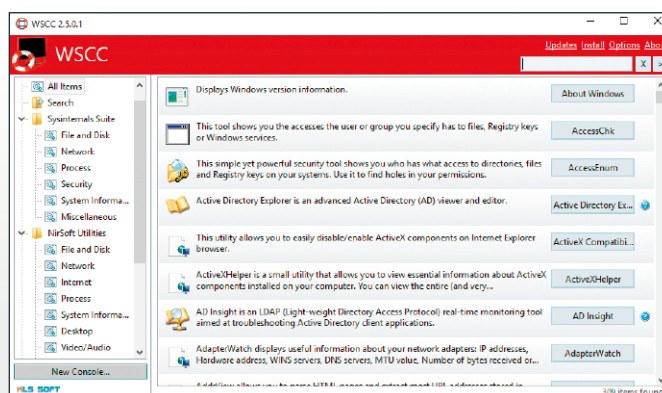 WSCC 2.5.0.1
WSCC
Updates Install Options Abo
X >
All Items
Search
Sysinternals Suite
File and Disk
Network
Process
Security
System Informa...
Miscellaneous
NirSoft Utilities
File and Disk
Network
Internet
Process
System Informa...
Desktop
Video/Audio
New Console...
KLS SOFT
Displays Windows version information.
About Windows
This tool shows you the accesses the user or group you specify has to files, Registry keys
or Windows services.
AccessChk
This simple yet powerful security tool shows you who has what access to directories, files
and Registry keys on your systems. Use it to find holes in your permissions.
AccessEnum
Active Directory Explorer is an advanced Active Directory (AD) viewer and editor.
Active Directory Ex...
This utility allows you to easily disable/enable ActiveX components on Internet Explorer
browser.
ActiveX Compatibi...
ActiveXHelper is a small utility that allows you to view essential information about ActiveX
components installed on your computer. You can view the entire (and very...
ActiveXHelper
AD Insight is an LDAP (Light-weight Directory Access Protocol) real-time monitoring tool
aimed at troubleshooting Active Directory client applications.
AD Insight
AdapterWatch displays useful information about your network adapters: IP addresses,
Hardware address, WINS servers, DNS servers, MTU value, Number of bytes received or...
AdapterWatch
309 items found